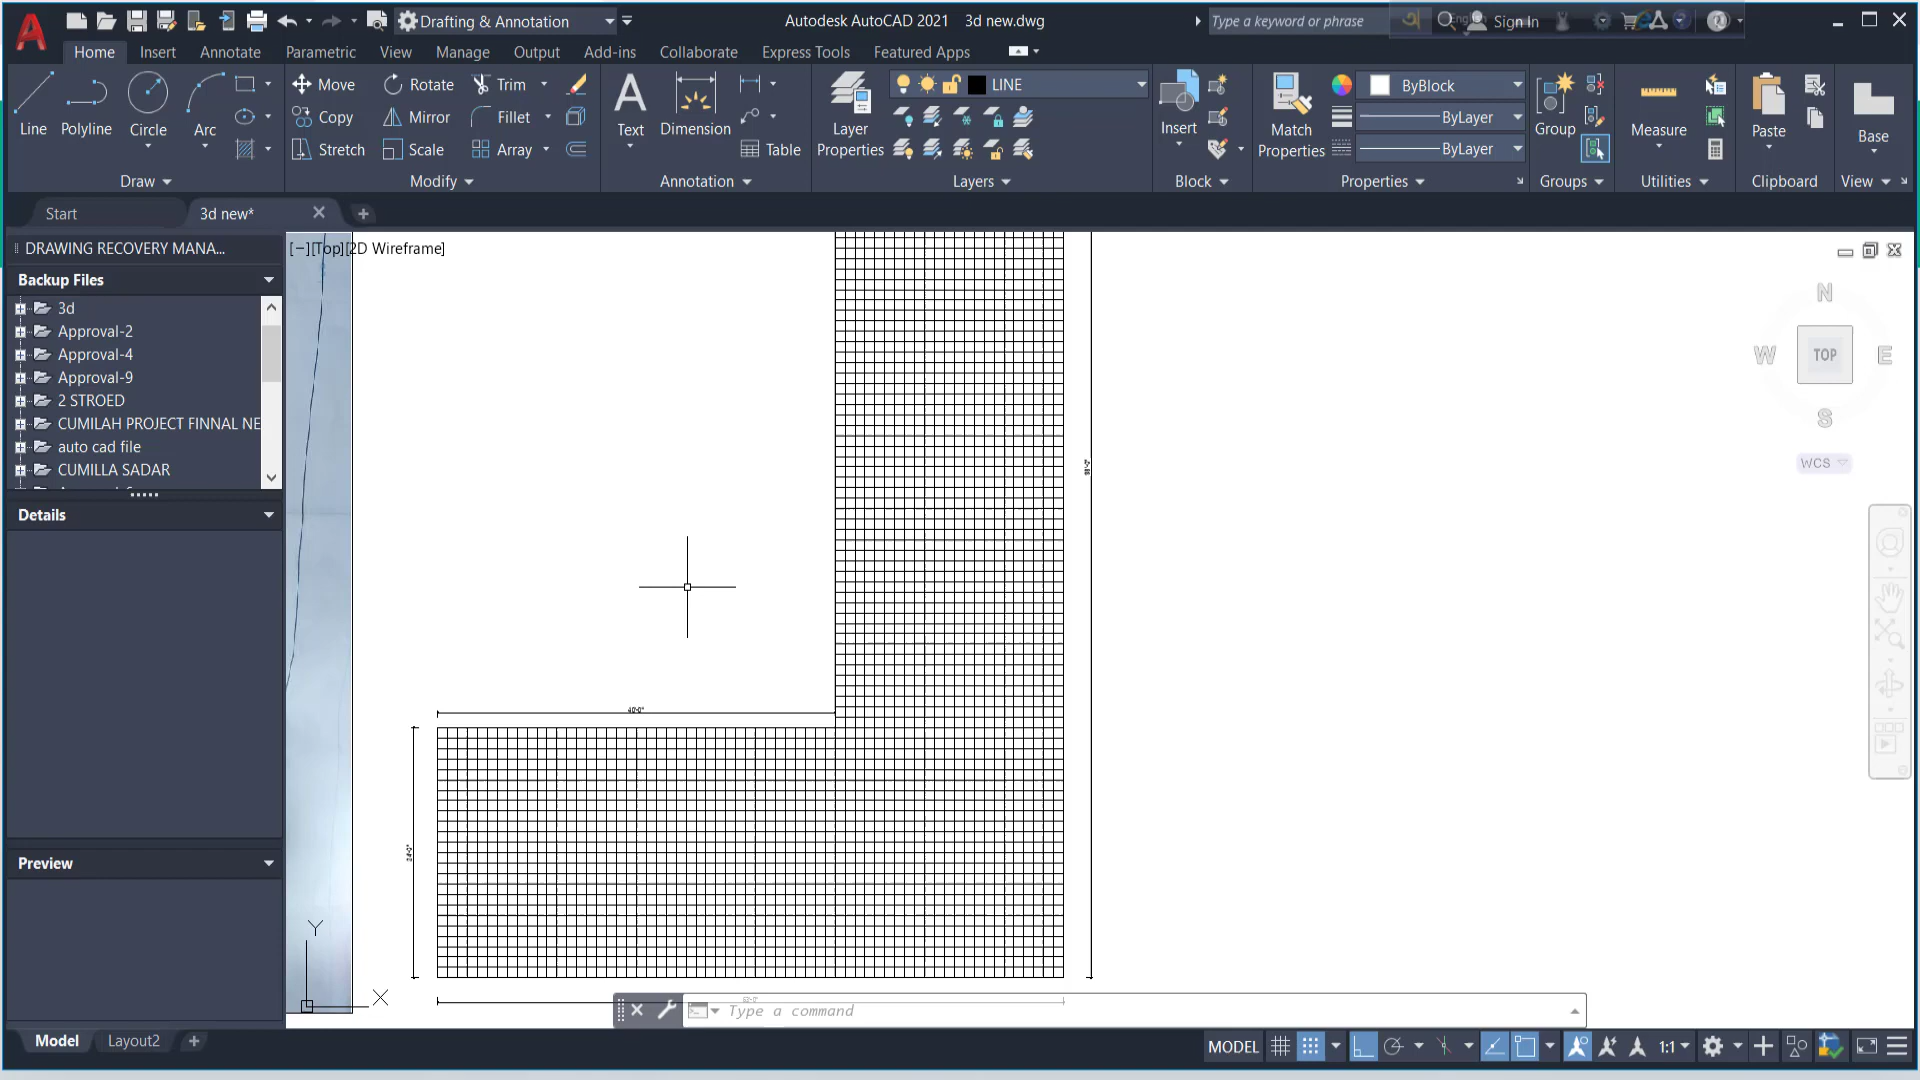 Drafting & Annotation
Autodesk AutoCAD 2021 3d new.dwg
Type a keyword or phrase
Sign In
Home Insert Annotate Parametric View Manage Output Add-ins Collaborate Express Tools Featured Apps
Line Polyline Circle Arc
Move Rotate Trim
Copy Mirror Fillet
Stretch Scale Array
Text Dimension
Table
Layer Properties
LINE
Insert
Match Properties
ByBlock
ByLayer
ByLayer
Group
Measure
Paste
Base
Draw Modify Annotation Layers Block Properties Groups Utilities Clipboard View
Start 3d new*
DRAWING RECOVERY MANA...
Backup Files
3d
Approval-2
Approval-4
Approval-9
2 STROED
CUMILAH PROJECT FINNAL NE
auto cad file
CUMILLA SADAR
Details
Preview
[−][Top][2D Wireframe]
N
W TOP E
S
WCS
40'-0"
24'-0"
Y
X
Type a command
Model Layout2
MODEL 1:1